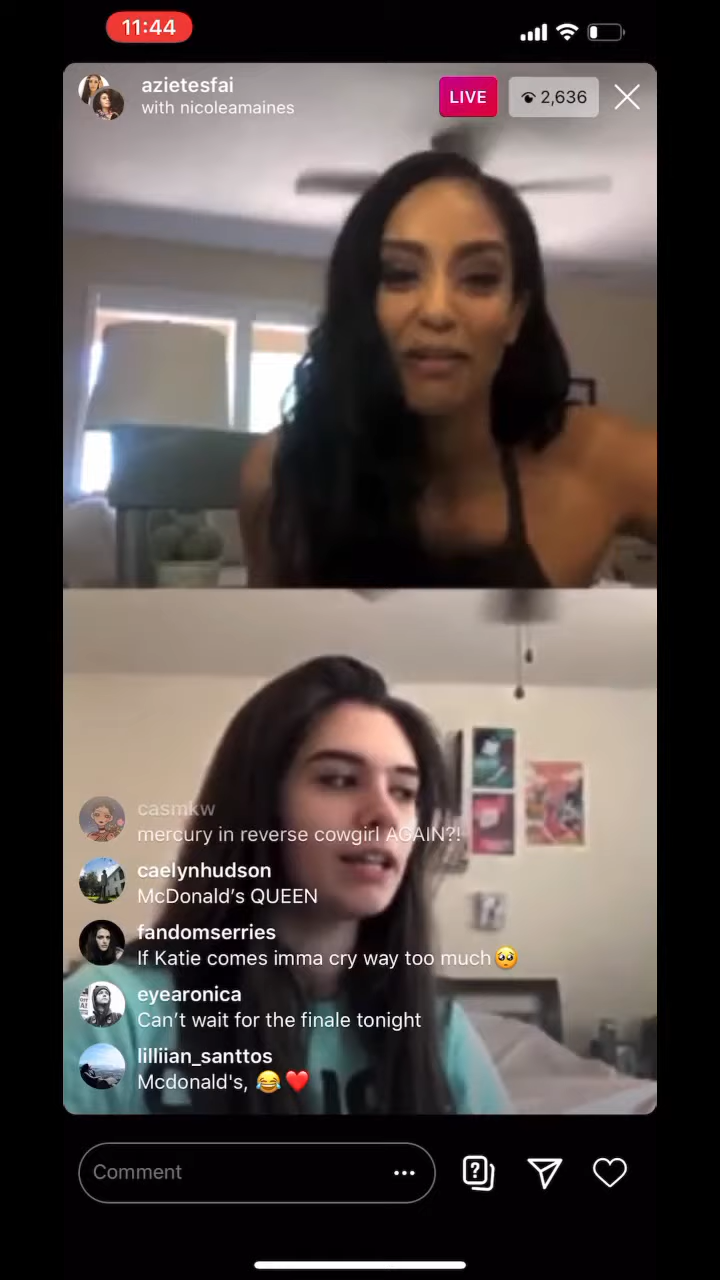 11:44
azietesfai
with nicoleamaines
LIVE
2,636
casmkw
mercury in reverse cowgirl AGAIN?!
caelynhudson
McDonald's QUEEN
fandomserries
If Katie comes imma cry way too much🥺
eyearonica
Can't wait for the finale tonight
lilliian_santtos
Mcdonald's, 😂❤️
Comment